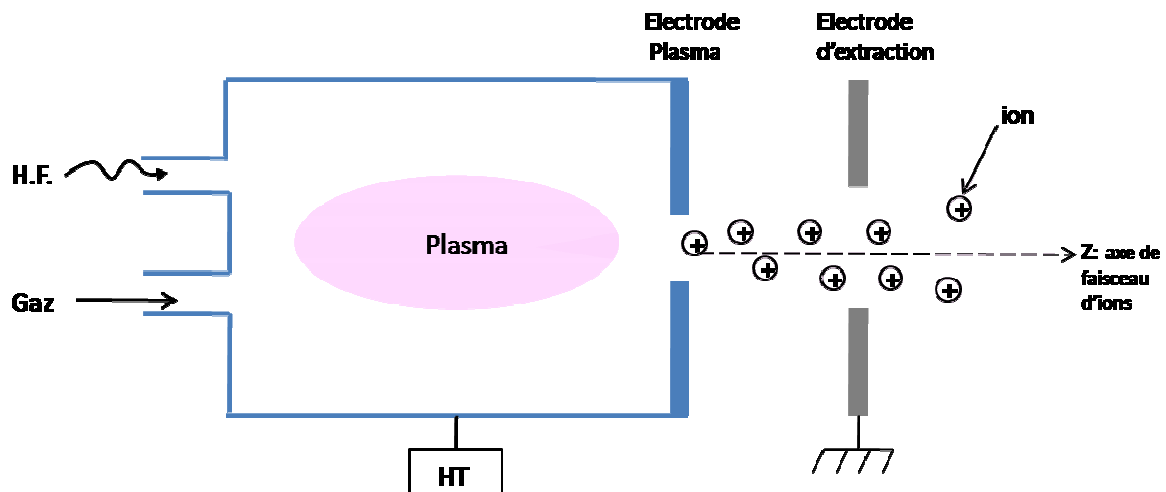 Electrode
Plasma
Electrode
d'extraction
ion
H.F.
Plasma
Z: axe de
faisceau
d'ions
Gaz
HT